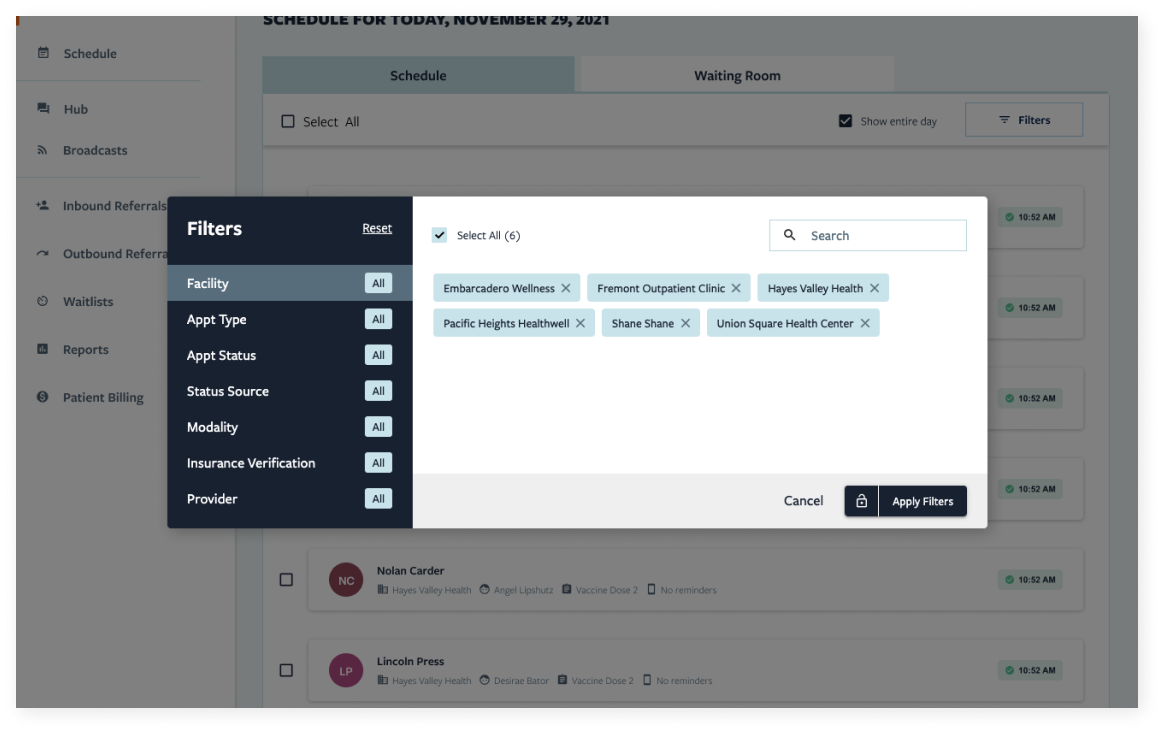 SCHEDULE FOR TODAY, NOVEMBER 29, 2021
Schedule
Hub
Broadcasts
Inbound Referrals
Outbound Referra
Waitlists
Reports
Patient Billing
Schedule
Waiting Room
Select All
Show entire day
Filters
10:52 AM
10:52 AM
10:52 AM
10:52 AM
Filters
Reset
Facility All
Appt Type All
Appt Status All
Status Source All
Modality All
Insurance Verification All
Provider All
Select All (6)
Search
Embarcadero Wellness
Fremont Outpatient Clinic
Hayes Valley Health
Pacific Heights Healthwell
Shane Shane
Union Square Health Center
Cancel
Apply Filters
NC
Nolan Carder
Hayes Valley Health Angel Lipshutz Vaccine Dose 2 No reminders
10:52 AM
LP
Lincoln Press
Hayes Valley Health Desirae Bator Vaccine Dose 2 No reminders
10:52 AM